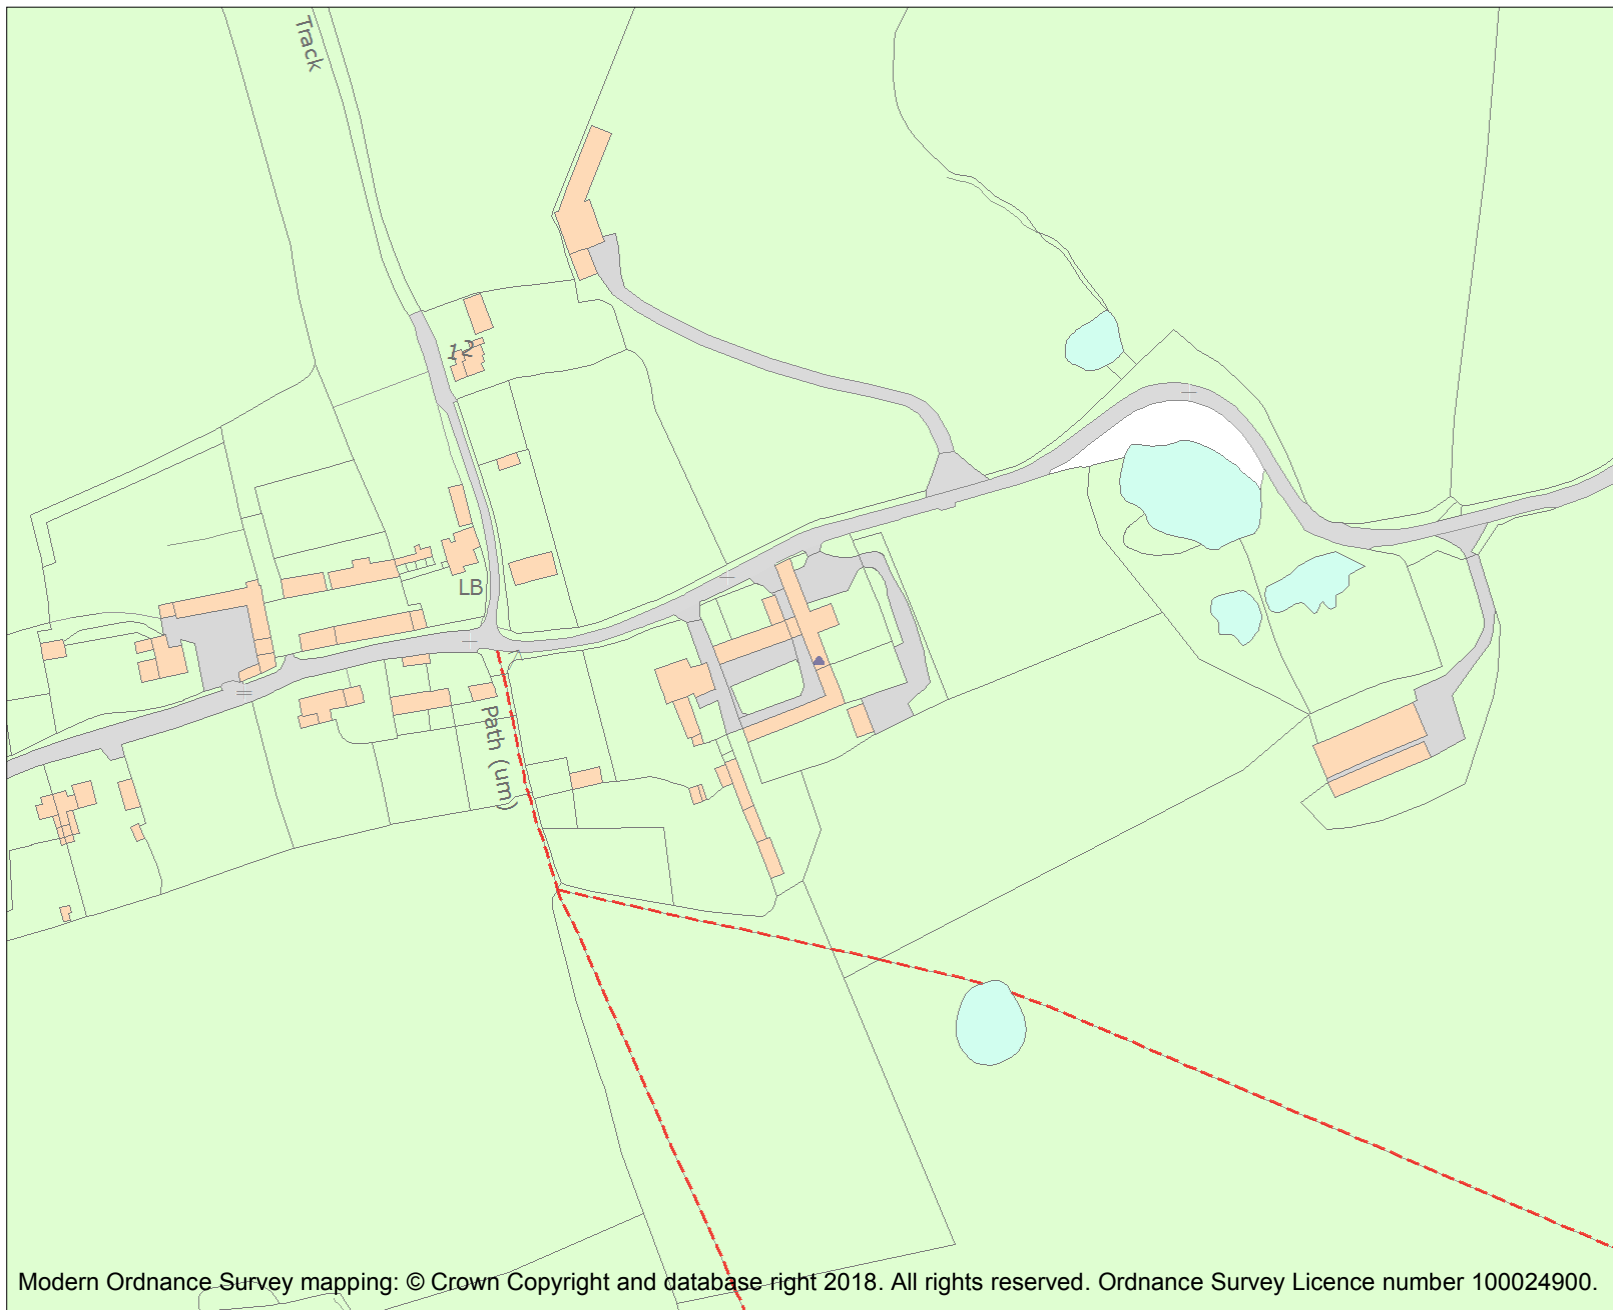 Track
12
LB
Path (um)
Modern Ordnance Survey mapping: © Crown Copyright and database right 2018. All rights reserved. Ordnance Survey Licence number 100024900.